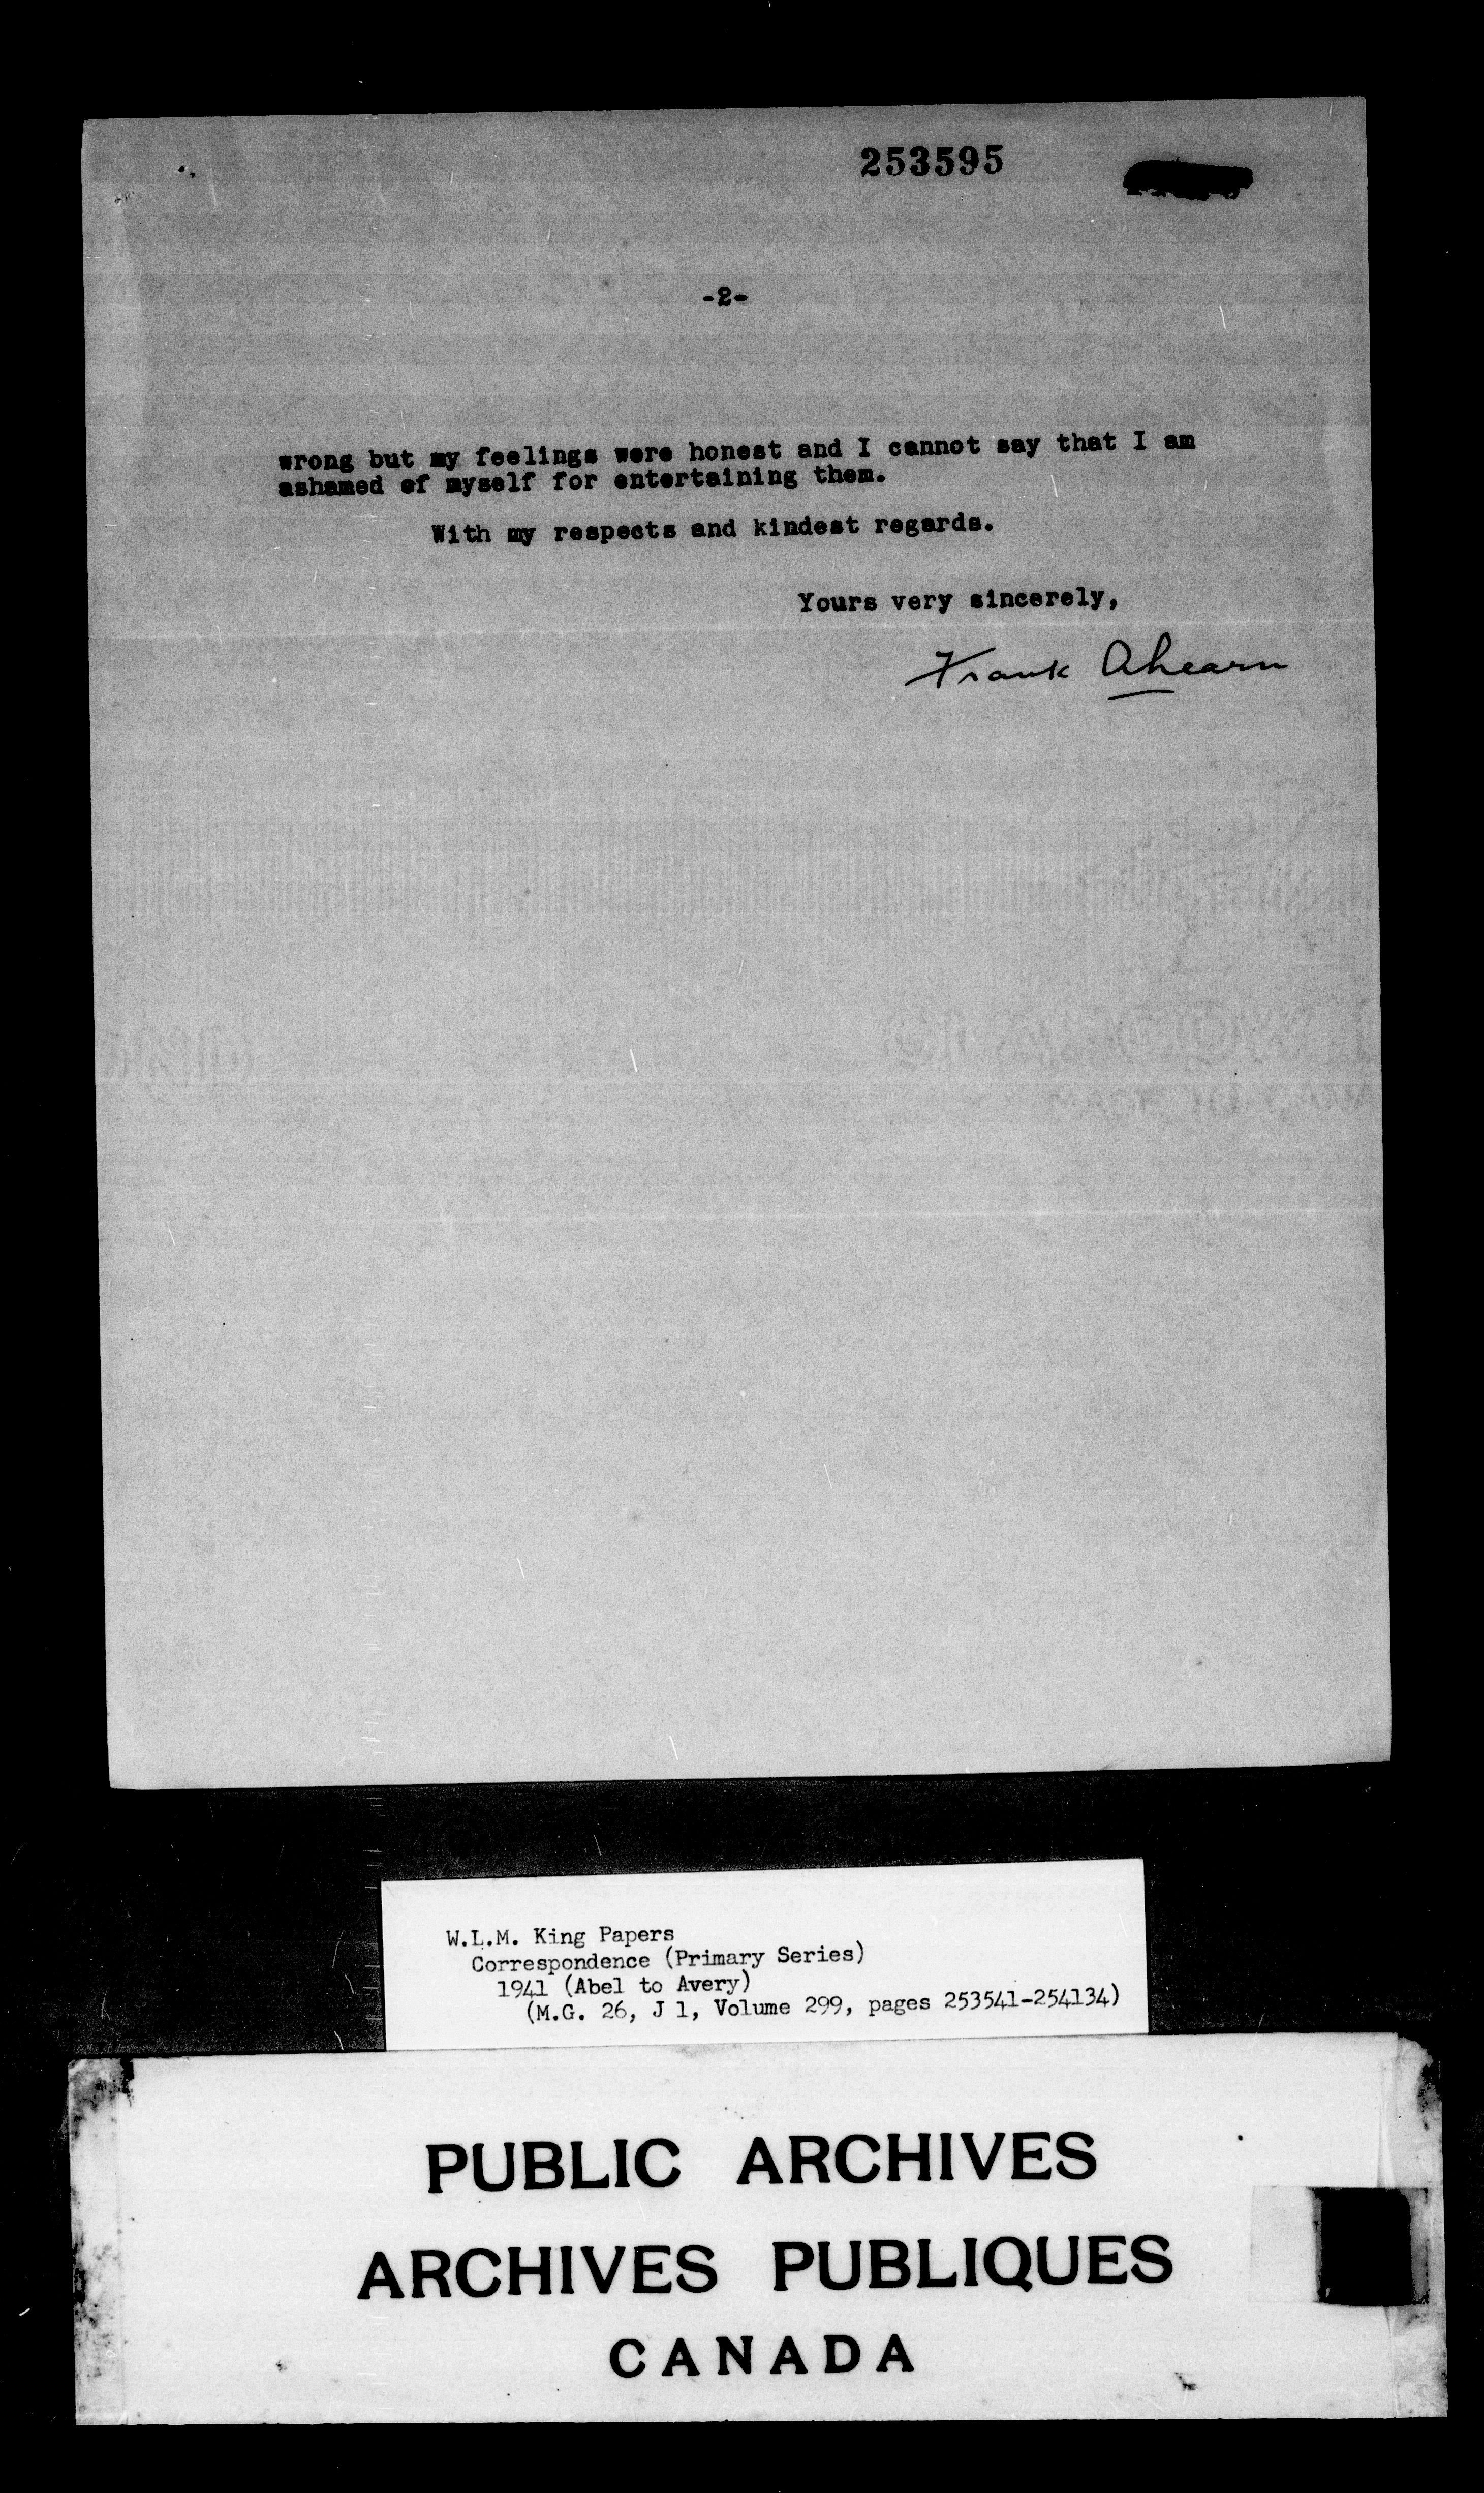 253595
-2-
wrong but my feelings were honest and I cannot say that I am
ashamed of myself for entertaining them.
With my respects and kindest regards.
Yours very sincerely,
Frank Ahearn
W.L.M. King Papers
Correspondence (Primary Series)
1941 (Abel to Avery)
(M.G. 26, J 1, Volume 299, pages 253541-254134)
PUBLIC ARCHIVES
ARCHIVES PUBLIQUES
CANADA